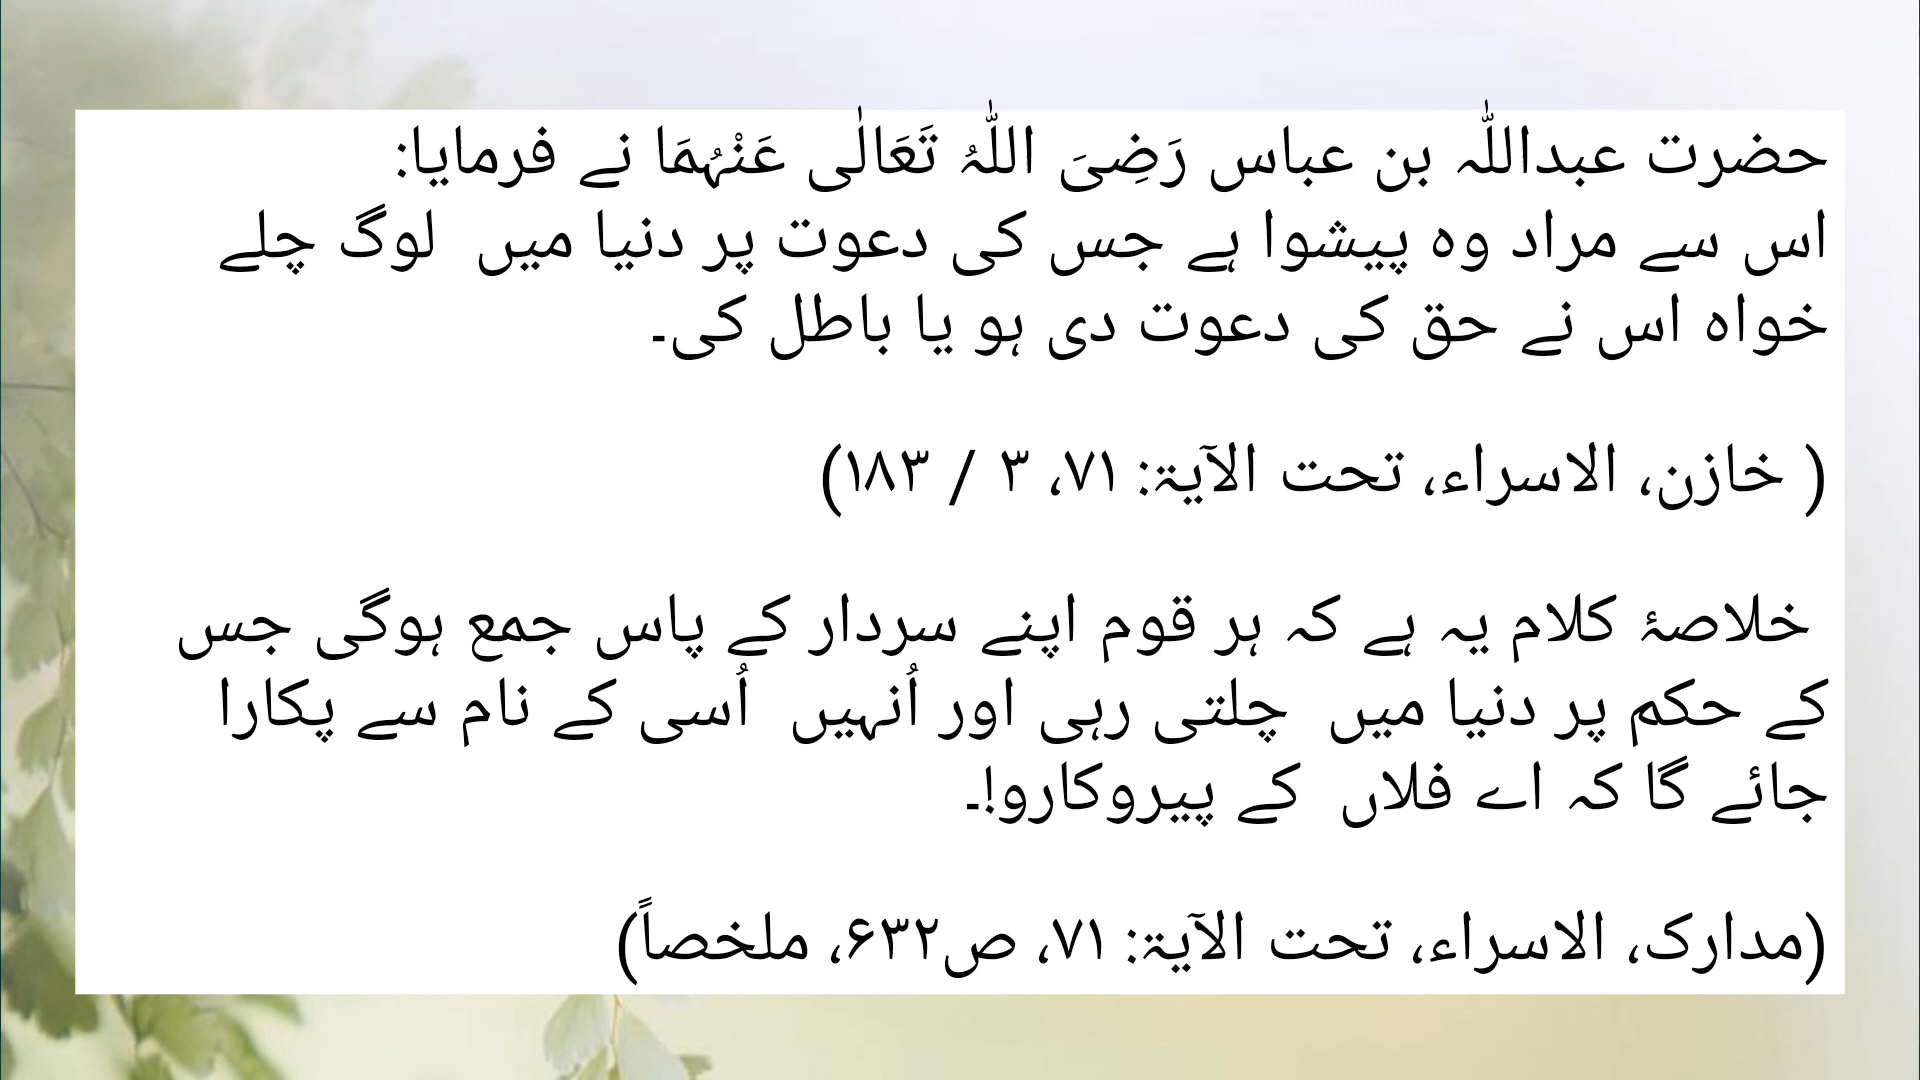 حضرت عبداللّٰہ بن عباس رَضِیَ اللّٰہُ تَعَالٰی عَنْہُمَا نے فرمایا:
اس سے مراد وہ پیشوا ہے جس کی دعوت پر دنیا میں لوگ چلے
خواہ اس نے حق کی دعوت دی ہو یا باطل کی۔
( خازن، الاسراء، تحت الآیۃ: ۷۱، ۳ / ۱۸۳)
خلاصۂ کلام یہ ہے کہ ہر قوم اپنے سردار کے پاس جمع ہوگی جس
کے حکم پر دنیا میں چلتی رہی اور اُنہیں اُسی کے نام سے پکارا
جائے گا کہ اے فلاں کے پیروکارو!۔
(مدارک، الاسراء، تحت الآیۃ: ۷۱، ص۶۳۲، ملخصاً)